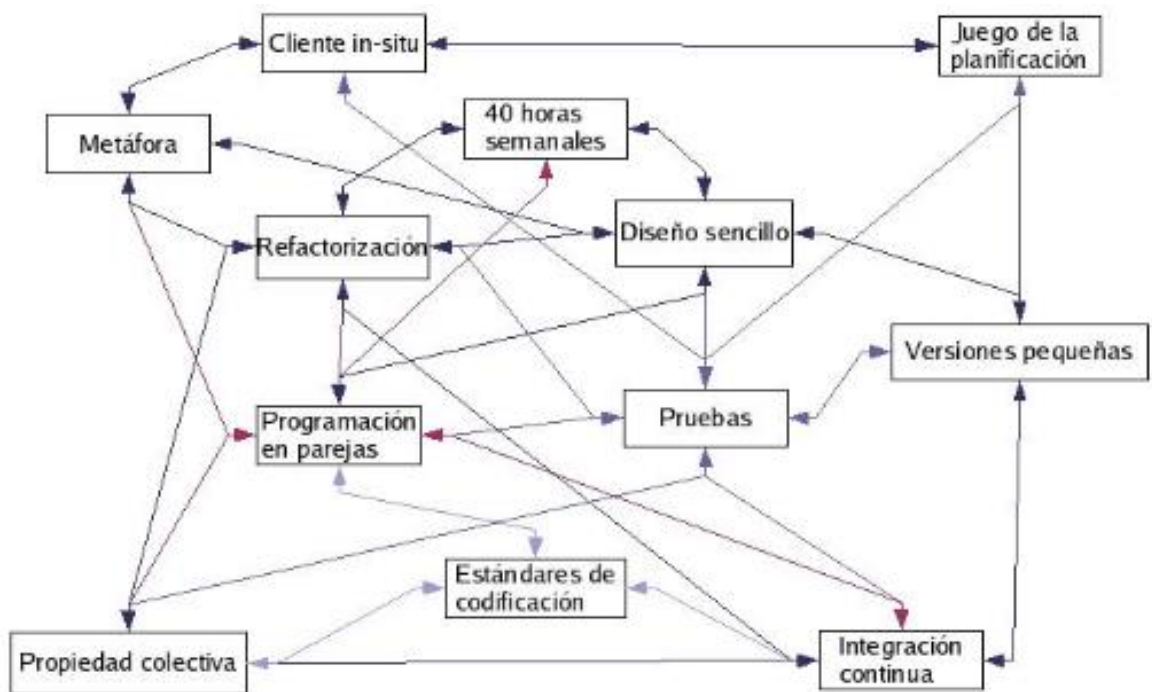 Cliente in-situ
Juego de la
planificación
40 horas
semanales
Metáfora
Diseño sencillo
Refactorización
Versiones pequeñas
Programación
en parejas
Pruebas
Estándares de
codificación
Propiedad colectiva
Integración
continua